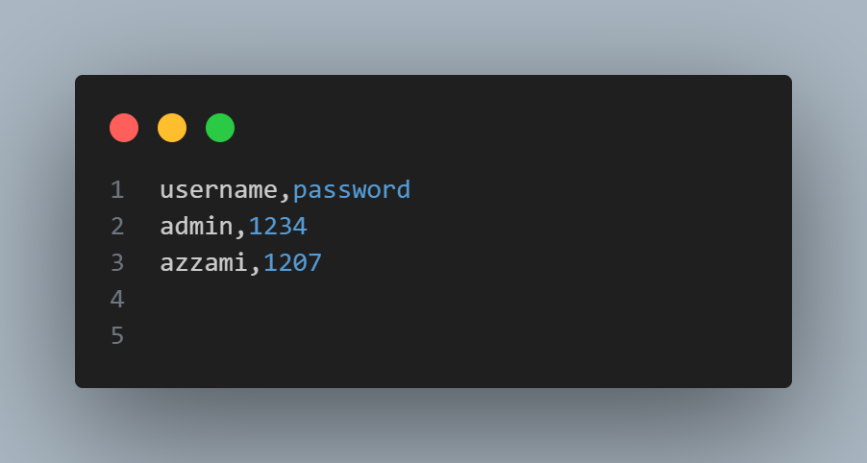 1 username,password
2 admin,1234
3 azzami,1207
4
5